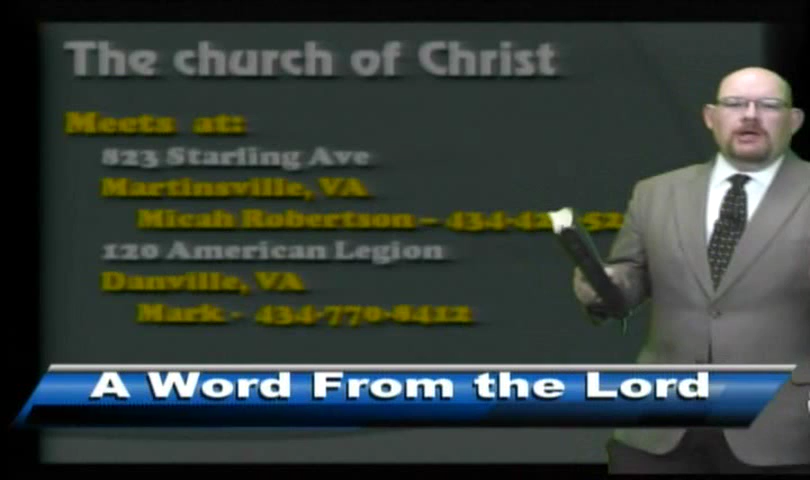 The church of Christ
Meets at:
823 Starling Ave
Martinsville, VA
Micah Robertson -
120 American Legion
Danville, VA
Mark - 434-770-8412
A Word From the Lord